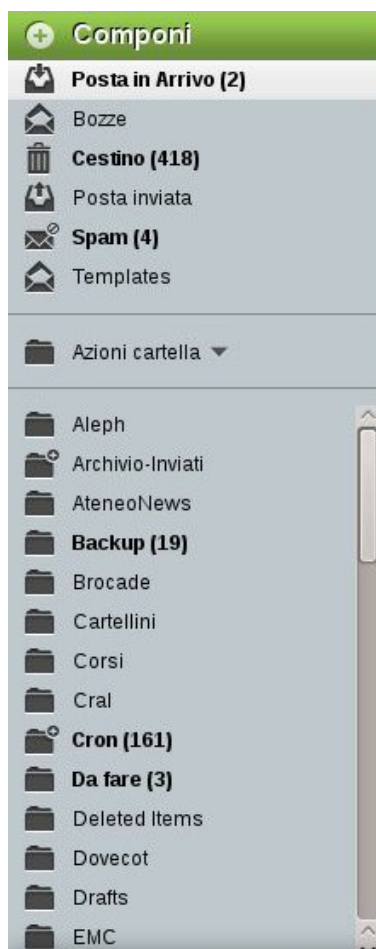 Componi
Posta in Arrivo (2)
Bozze
Cestino (418)
Posta inviata
Spam (4)
Templates
Azioni cartella
Aleph
Archivio-Inviati
AteneoNews
Backup (19)
Brocade
Cartellini
Corsi
Cral
Cron (161)
Da fare (3)
Deleted Items
Dovecot
Drafts
EMC